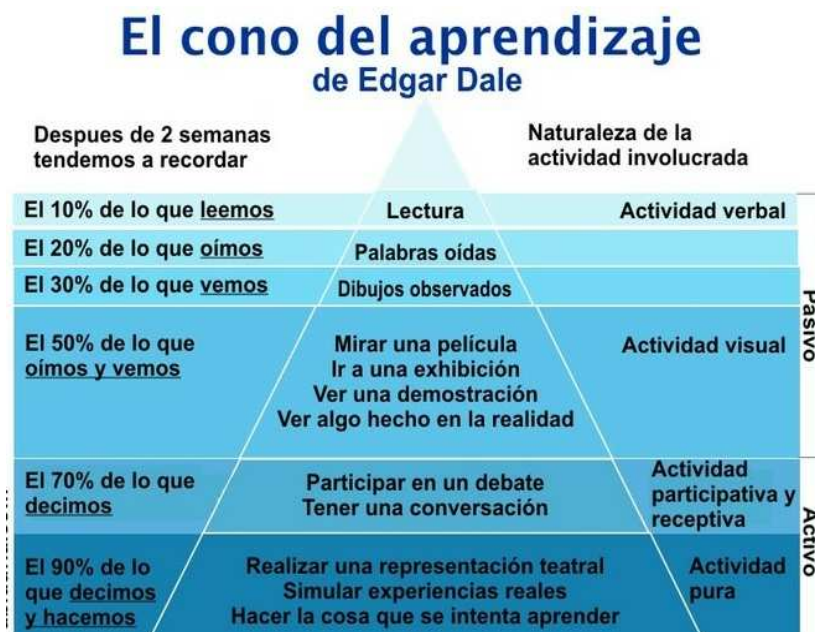 El cono del aprendizaje
de Edgar Dale
Despues de 2 semanas
tendemos a recordar
Naturaleza de la
actividad involucrada
El 10% de lo que leemos
Lectura
Actividad verbal
El 20% de lo que oímos
Palabras oídas
El 30% de lo que vemos
Dibujos observados
El 50% de lo que
oímos y vemos
Mirar una película
Ir a una exhibición
Ver una demostración
Ver algo hecho en la realidad
Actividad visual
Pasivo
El 70% de lo que
decimos
Participar en un debate
Tener una conversación
Actividad
participativa y
receptiva
El 90% de lo
que decimos
y hacemos
Realizar una representación teatral
Simular experiencias reales
Hacer la cosa que se intenta aprender
Actividad
pura
Activo